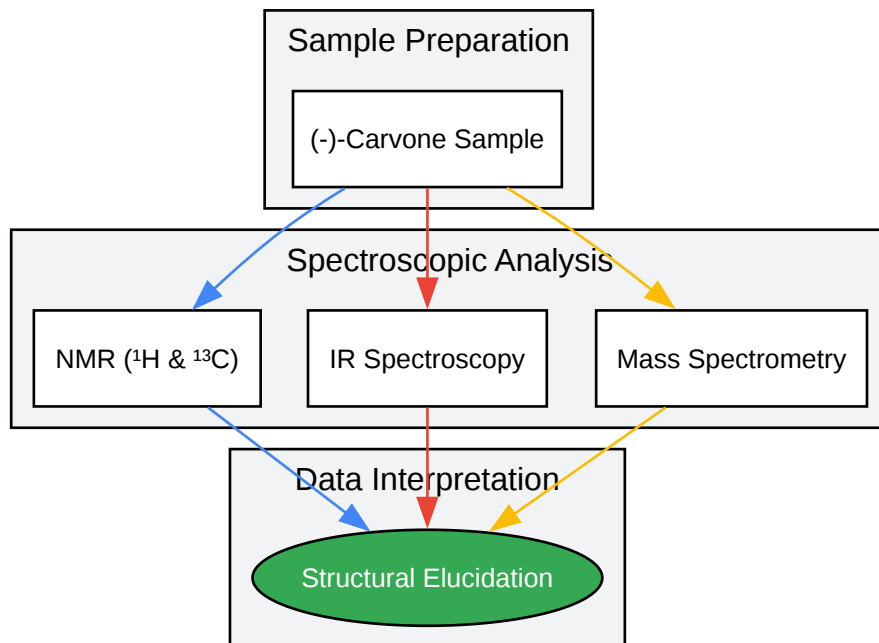 Sample Preparation
(-)-Carvone Sample
Spectroscopic Analysis
NMR (¹H & ¹³C)
IR Spectroscopy
Mass Spectrometry
Data Interpretation
Structural Elucidation